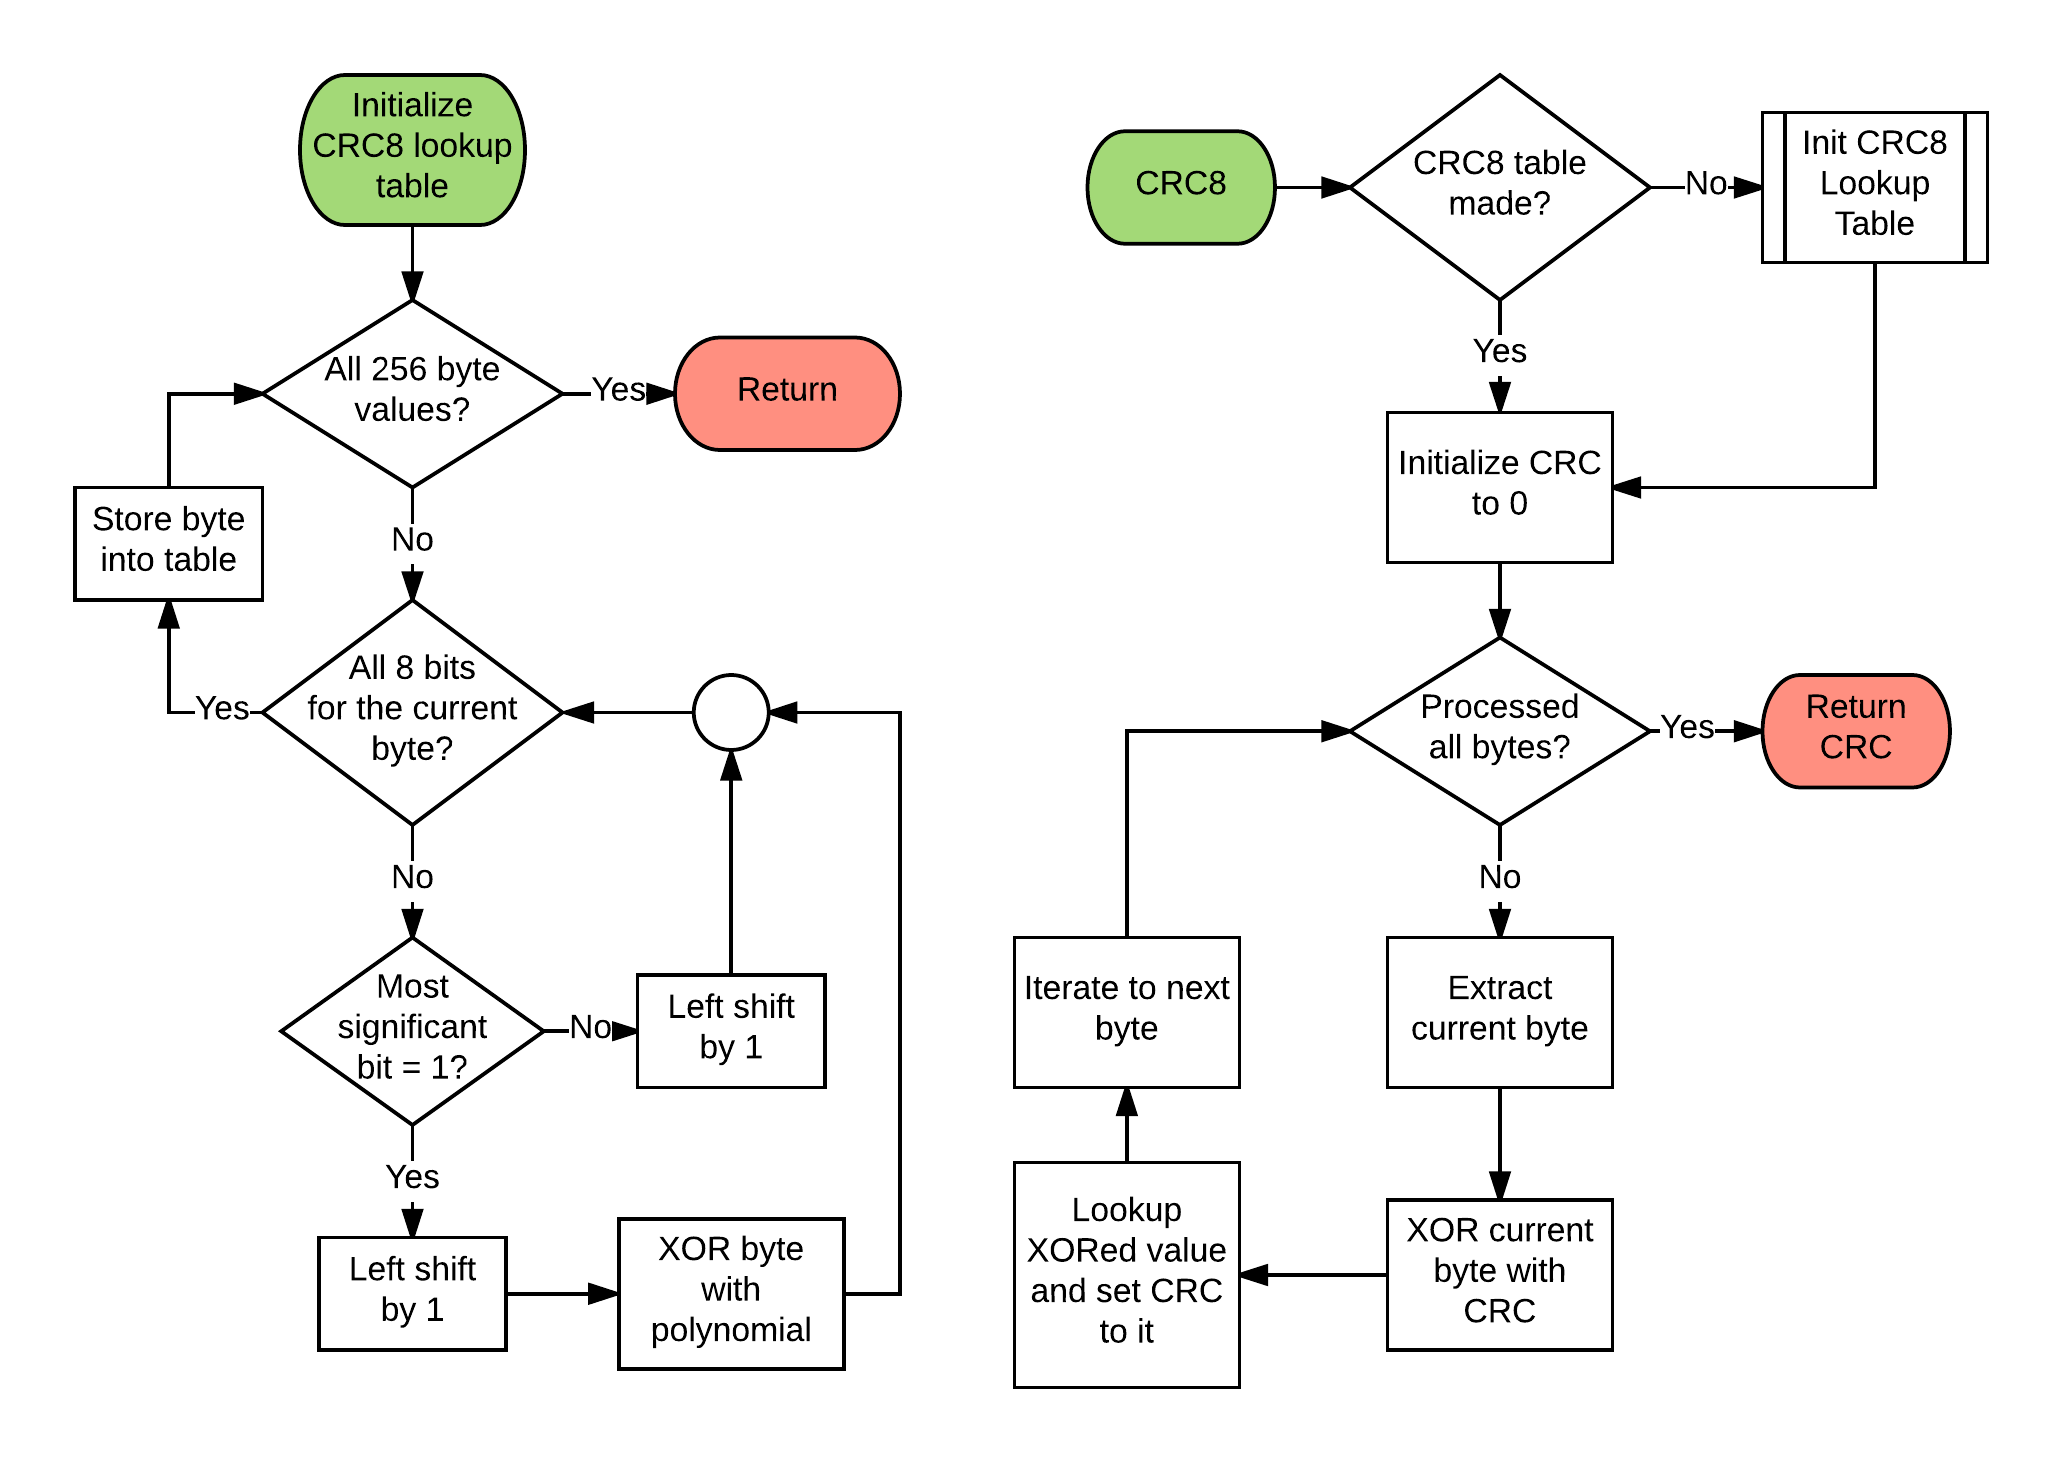 Initialize
CRC8 lookup
table
All 256 byte
values?
Yes
Return
Store byte
into table
No
All 8 bits
for the current
byte?
Yes
No
Most
significant
bit = 1?
No
Left shift
by 1
Yes
Left shift
by 1
XOR byte
with
polynomial
CRC8
CRC8 table
made?
No
Init CRC8
Lookup
Table
Yes
Initialize CRC
to 0
Processed
all bytes?
Yes
Return
CRC
No
Extract
current byte
XOR current
byte with
CRC
Lookup
XORed value
and set CRC
to it
Iterate to next
byte